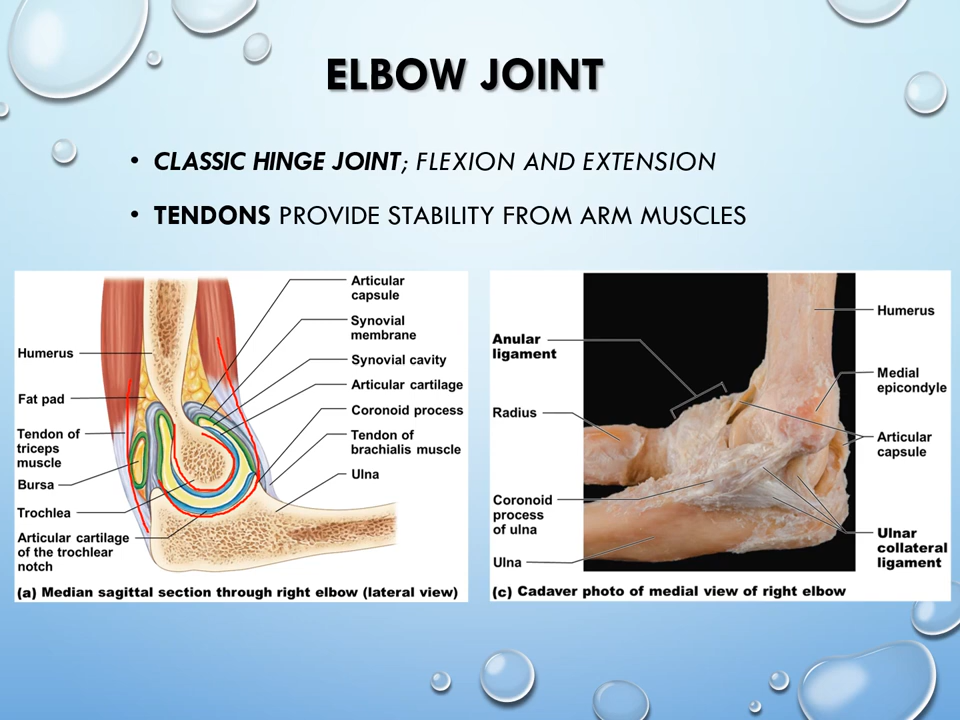 ELBOW JOINT
• CLASSIC HINGE JOINT; FLEXION AND EXTENSION
• TENDONS PROVIDE STABILITY FROM ARM MUSCLES
Humerus
Fat pad
Tendon of
triceps
muscle
Bursa
Trochlea
Articular cartilage
of the trochlear
notch
Articular
capsule
Synovial
membrane
Synovial cavity
Articular cartilage
Coronoid process
Tendon of
brachialis muscle
Ulna
(a) Median sagittal section through right elbow (lateral view)
Anular
ligament
Radius
Coronoid
process
of ulna
Ulna
Humerus
Medial
epicondyle
Articular
capsule
Ulnar
collateral
ligament
(c) Cadaver photo of medial view of right elbow